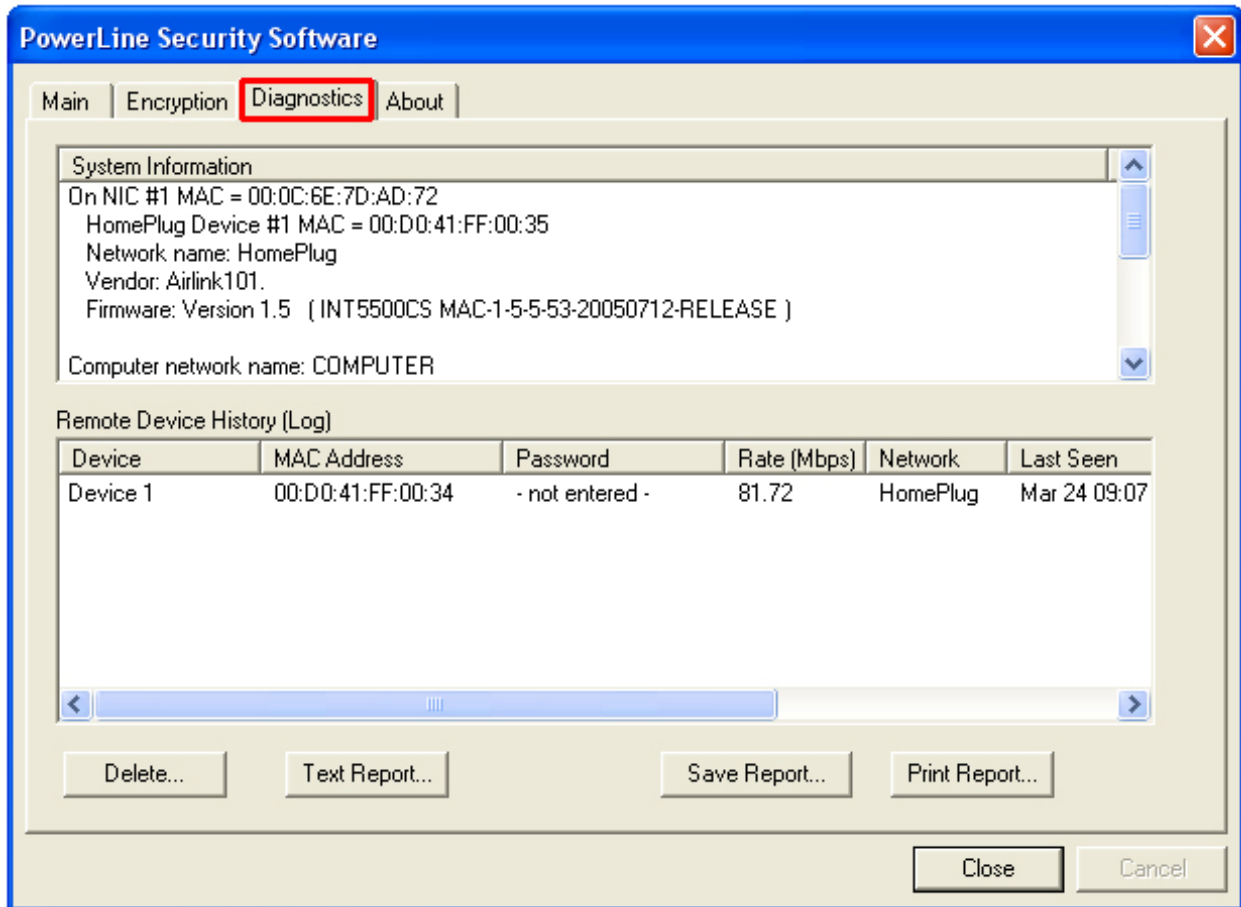 PowerLine Security Software
Main Encryption Diagnostics About
System Information
On NIC #1 MAC = 00:0C:6E:7D:AD:72
HomePlug Device #1 MAC = 00:D0:41:FF:00:35
Network name: HomePlug
Vendor: Airlink101.
Firmware: Version 1.5 ( INT5500CS MAC-1-5-5-53-20050712-RELEASE )
Computer network name: COMPUTER
Remote Device History (Log)
Device MAC Address Password Rate (Mbps) Network Last Seen
Device 1 00:D0:41:FF:00:34 - not entered - 81.72 HomePlug Mar 24 09:07
Delete... Text Report... Save Report... Print Report...
Close Cancel